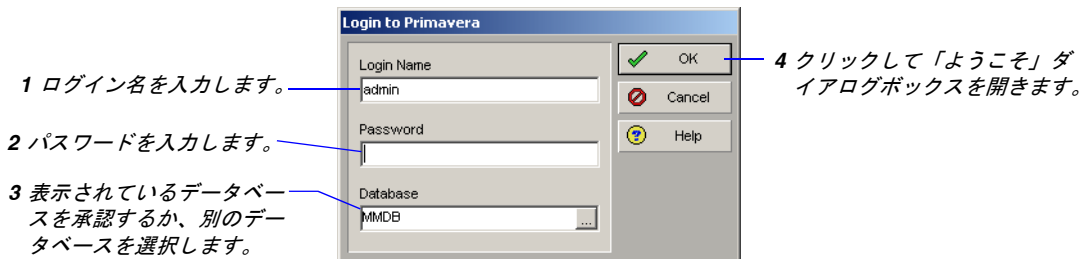 Login to Primavera
1 ログイン名を入力します。
2 パスワードを入力します。
3 表示されているデータベー
スを承認するか、別のデー
タベースを選択します。
Login Name
admin
Password
Database
MMDB
...
OK
Cancel
Help
4 クリックして「ようこそ」ダ
イアログボックスを開きます。